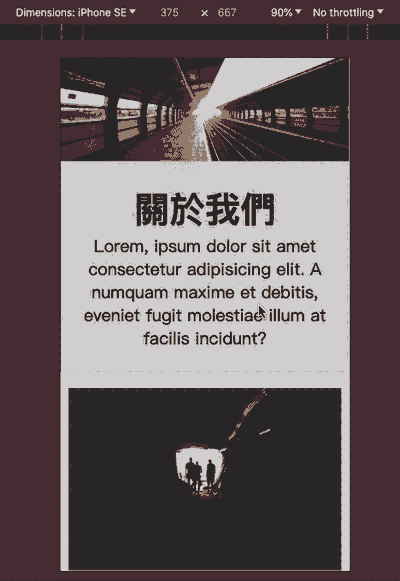 Dimensions: iPhone SE 375 × 667 90% No throttling
關於我們
Lorem, ipsum dolor sit amet
consectetur adipisicing elit. A
numquam maxime et debitis,
eveniet fugit molestiae illum at
facilis incidunt?